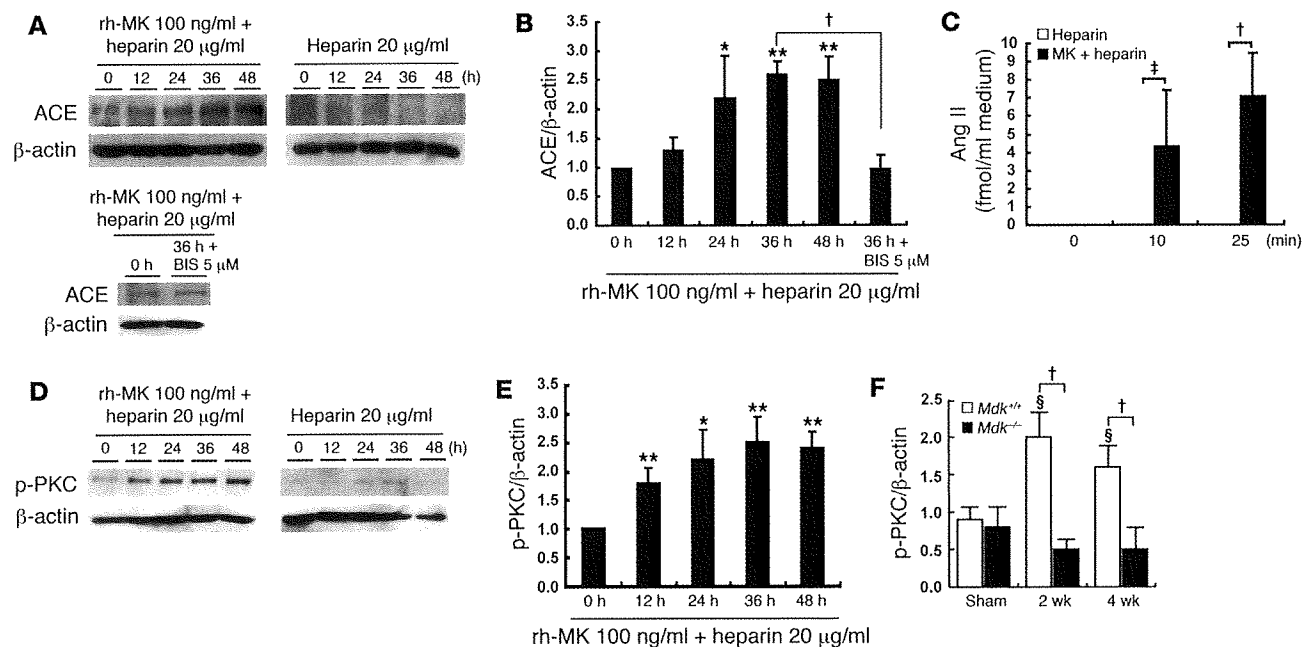 A
rh-MK 100 ng/ml +
heparin 20 μg/ml
Heparin 20 μg/ml
0 12 24 36 48
0 12 24 36 48 (h)
ACE
β-actin
rh-MK 100 ng/ml +
heparin 20 μg/ml
36 h +
0 h BIS 5 μM
ACE
β-actin
B
ACE/β-actin
3.5
3.0
2.5
2.0
1.5
1.0
0.5
0.0
* ** ** †
0 h 12 h 24 h 36 h 48 h 36 h +
BIS 5 μM
rh-MK 100 ng/ml + heparin 20 μg/ml
C
Heparin
MK + heparin
Ang II
(fmol/ml medium)
10
9
8
7
6
5
4
3
2
1
0
‡ †
0 10 25 (min)
D
rh-MK 100 ng/ml +
heparin 20 μg/ml
Heparin 20 μg/ml
0 12 24 36 48
0 12 24 36 48 (h)
p-PKC
β-actin
E
p-PKC/β-actin
3.5
3.0
2.5
2.0
1.5
1.0
0.5
0.0
** * ** **
0 h 12 h 24 h 36 h 48 h
rh-MK 100 ng/ml + heparin 20 μg/ml
F
Mdk+/+
Mdk–/–
p-PKC/β-actin
2.5
2.0
1.5
1.0
0.5
0.0
§ † § †
Sham 2 wk 4 wk